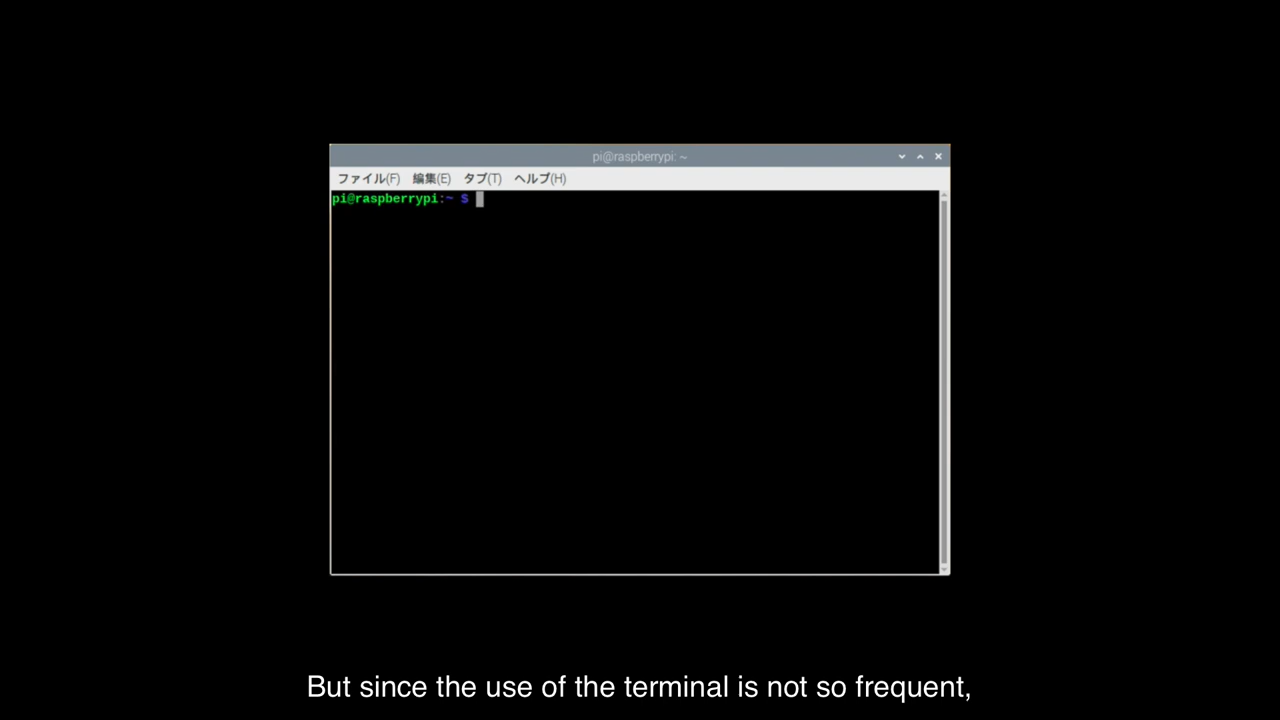 pi@raspberrypi: ~
ファイル(F) 編集(E) タブ(T) ヘルプ(H)
pi@raspberrypi:~ $
But since the use of the terminal is not so frequent,